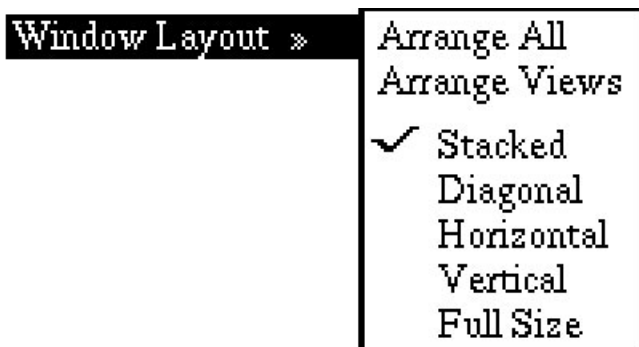 Window Layout »
Arrange All
Arrange Views
✓ Stacked
Diagonal
Horizontal
Vertical
Full Size